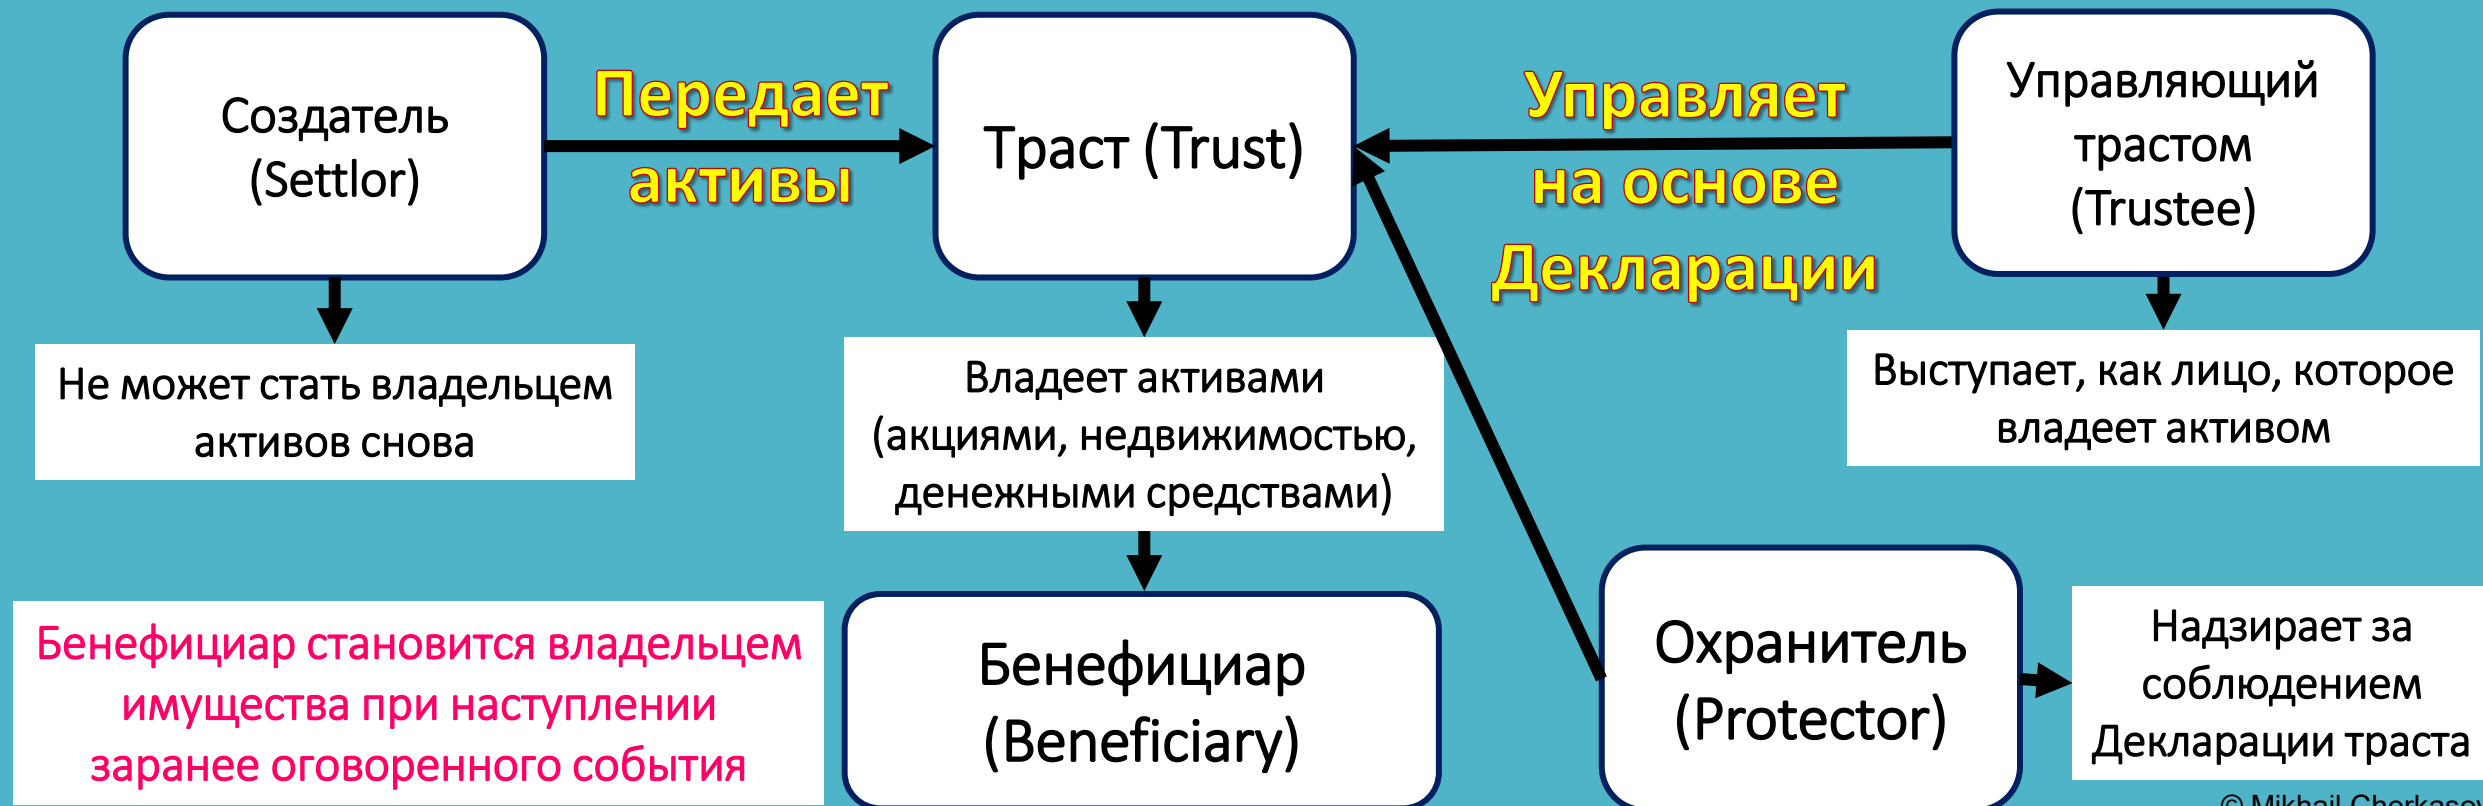 Создатель
(Settlor)
Передает
активы
Траст (Trust)
Управляет
на основе
Декларации
Управляющий
трастом
(Trustee)
Не может стать владельцем
активов снова
Владеет активами
(акциями, недвижимостью,
денежными средствами)
Выступает, как лицо, которое
владеет активом
Бенефициар становится владельцем
имущества при наступлении
заранее оговоренного события
Бенефициар
(Beneficiary)
Охранитель
(Protector)
Надзирает за
соблюдением
Декларации траста
© Mikhail Cherkasov